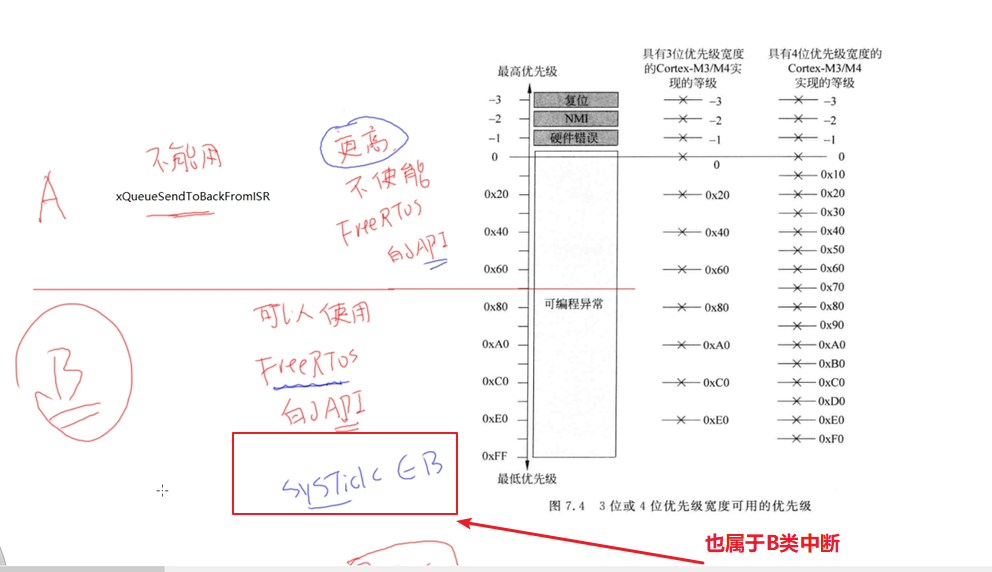 A
不能用
xQueueSendToBackFromISR
更高
不使能
FreeRTOS
的API
B
可以使用
FreeRTOS
的API
SysTick ∈ B
也属于B类中断
最高优先级
具有3位优先级宽度
的Cortex-M3/M4实
现的等级
具有4位优先级宽度的
Cortex-M3/M4
实现的等级
-3 复位 -3 -3
-2 NMI -2 -2
-1 硬件错误 -1 -1
0 0 0
0x10
0x20 0x20 0x20
0x30
0x40 0x40 0x40
0x50
0x60 0x60 0x60
0x70
0x80 可编程异常 0x80 0x80
0x90
0xA0 0xA0 0xA0
0xB0
0xC0 0xC0 0xC0
0xD0
0xE0 0xE0 0xE0
0xF0
0xFF
最低优先级
图 7.4 3 位或 4 位优先级宽度可用的优先级